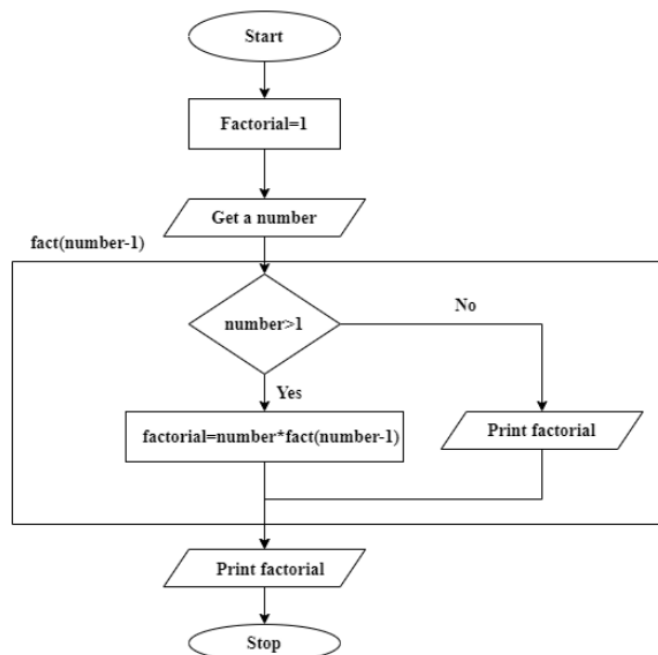 Start
Factorial=1
Get a number
fact(number-1)
number>1
No
Yes
factorial=number*fact(number-1)
Print factorial
Print factorial
Stop